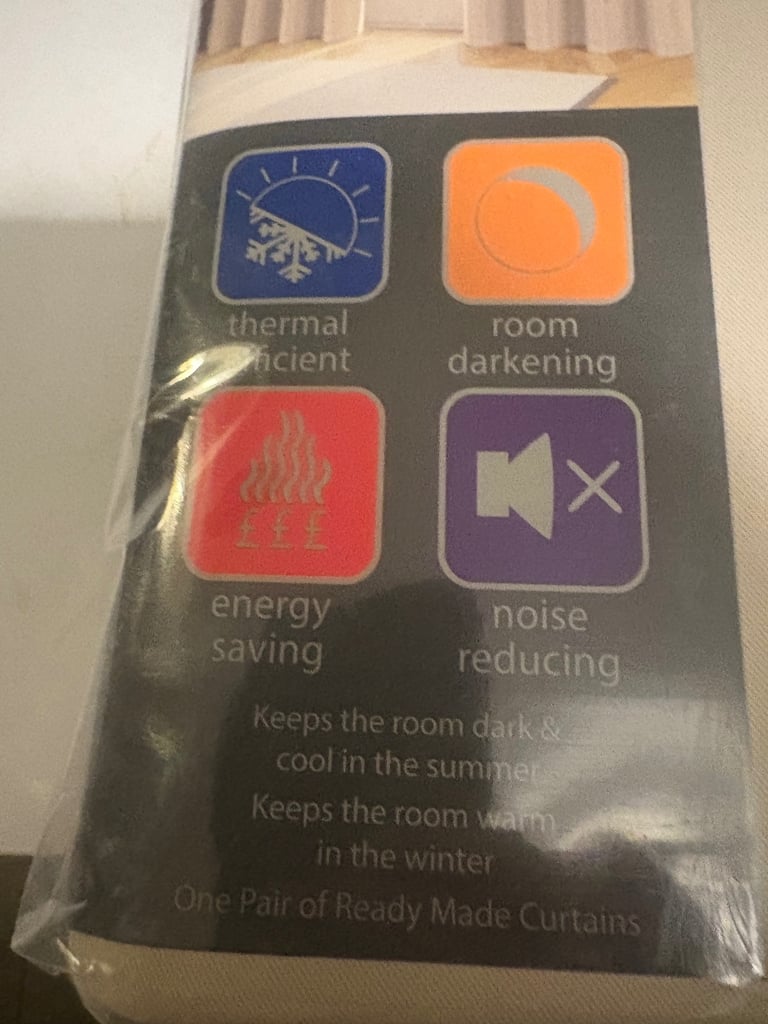 thermal room
efficient darkening
£££
energy noise
saving reducing
Keeps the room dark &
cool in the summer
Keeps the room warm
in the winter
One Pair of Ready Made Curtains